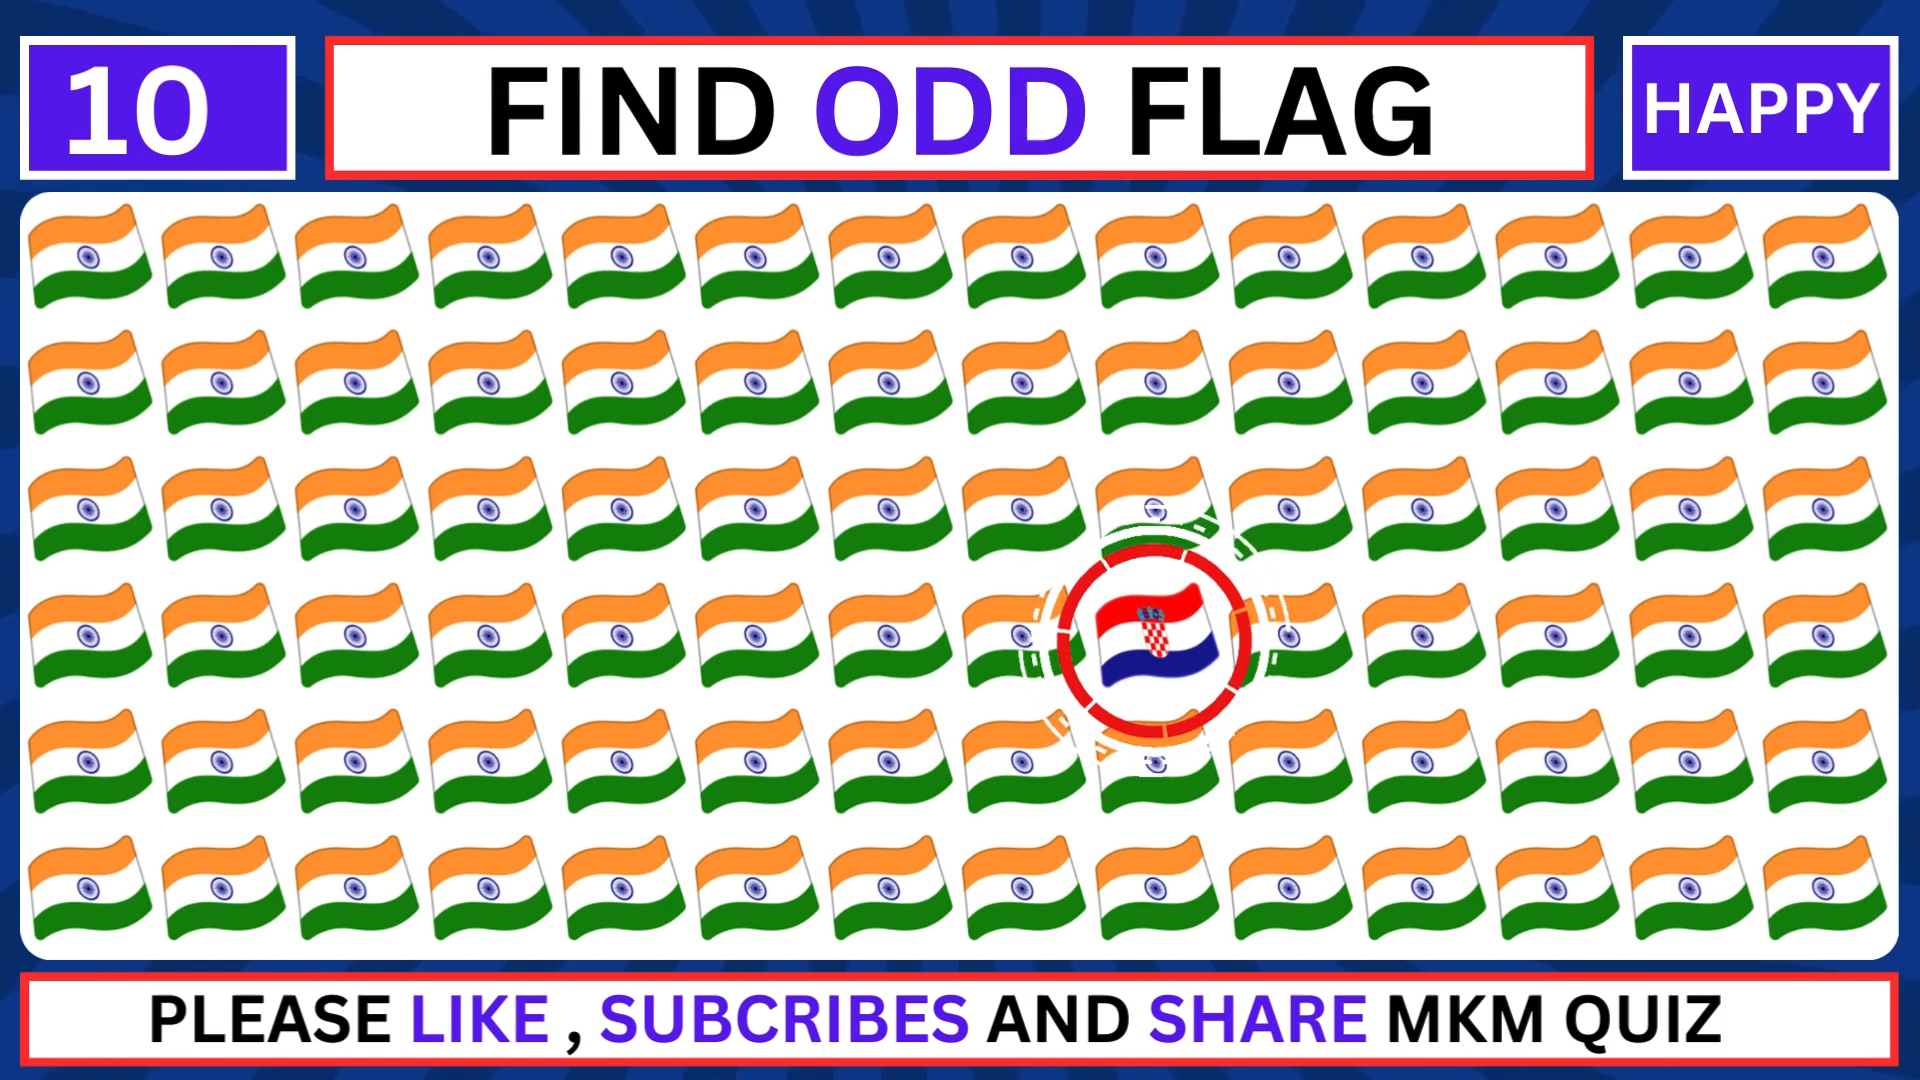 10
FIND ODD FLAG
HAPPY
PLEASE LIKE , SUBCRIBES AND SHARE MKM QUIZ